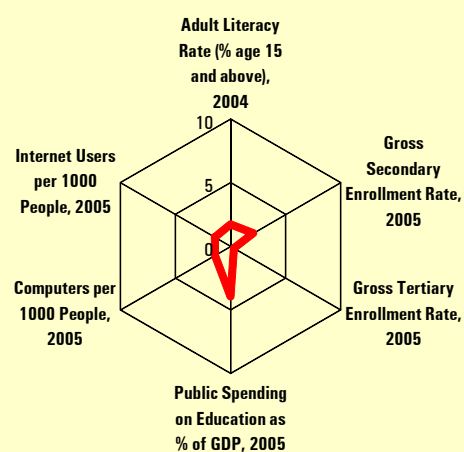 Adult Literacy
Rate (% age 15
and above),
2004
10
5
0
Gross
Secondary
Enrollment Rate,
2005
Gross Tertiary
Enrollment Rate,
2005
Public Spending
on Education as
% of GDP, 2005
Computers per
1000 People,
2005
Internet Users
per 1000
People, 2005